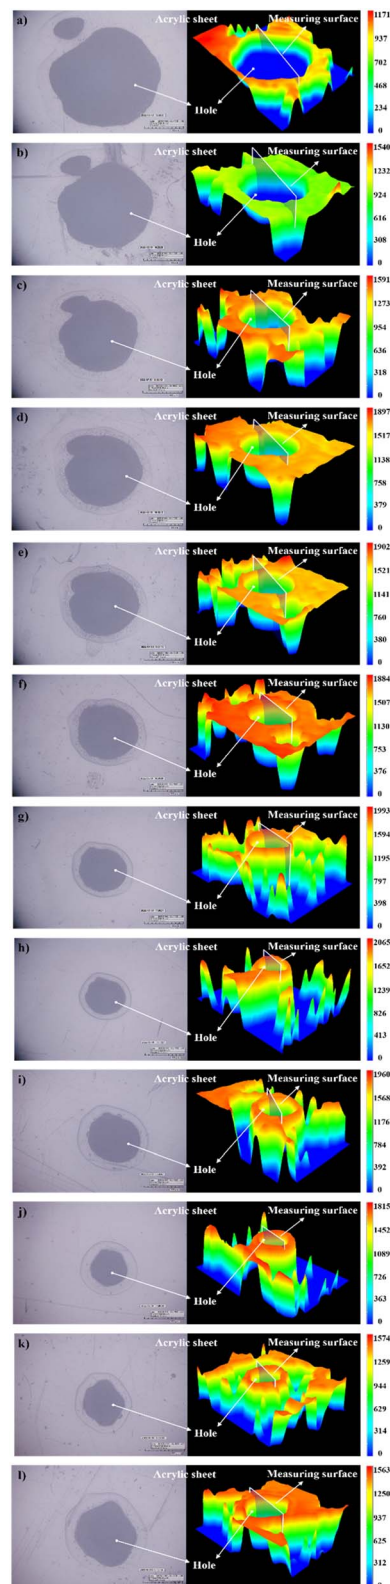 a)
Acrylic sheet
Measuring surface
Hole
1171
937
702
468
234
0
b)
Acrylic sheet
Measuring surface
Hole
1540
1232
924
616
308
0
c)
Acrylic sheet
Measuring surface
Hole
1591
1273
954
636
318
0
d)
Acrylic sheet
Measuring surface
Hole
1897
1517
1138
758
379
0
e)
Acrylic sheet
Measuring surface
Hole
1902
1521
1141
760
380
0
f)
Acrylic sheet
Measuring surface
Hole
1884
1507
1130
753
376
0
g)
Acrylic sheet
Measuring surface
Hole
1993
1594
1195
797
398
0
h)
Acrylic sheet
Measuring surface
Hole
2065
1652
1239
826
413
0
i)
Acrylic sheet
Measuring surface
Hole
1960
1568
1176
784
392
0
j)
Acrylic sheet
Measuring surface
Hole
1815
1452
1089
726
363
0
k)
Acrylic sheet
Measuring surface
Hole
1574
1259
944
629
314
0
l)
Acrylic sheet
Measuring surface
Hole
1563
1250
937
625
312
0